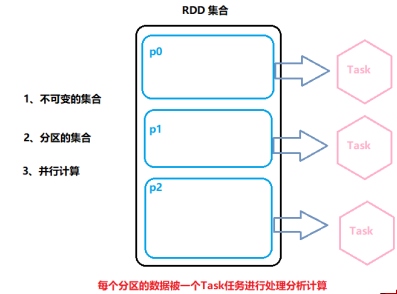 RDD 集合
p0
Task
1、不可变的集合
p1
2、分区的集合
Task
3、并行计算
p2
Task
每个分区的数据被一个Task任务进行处理分析计算